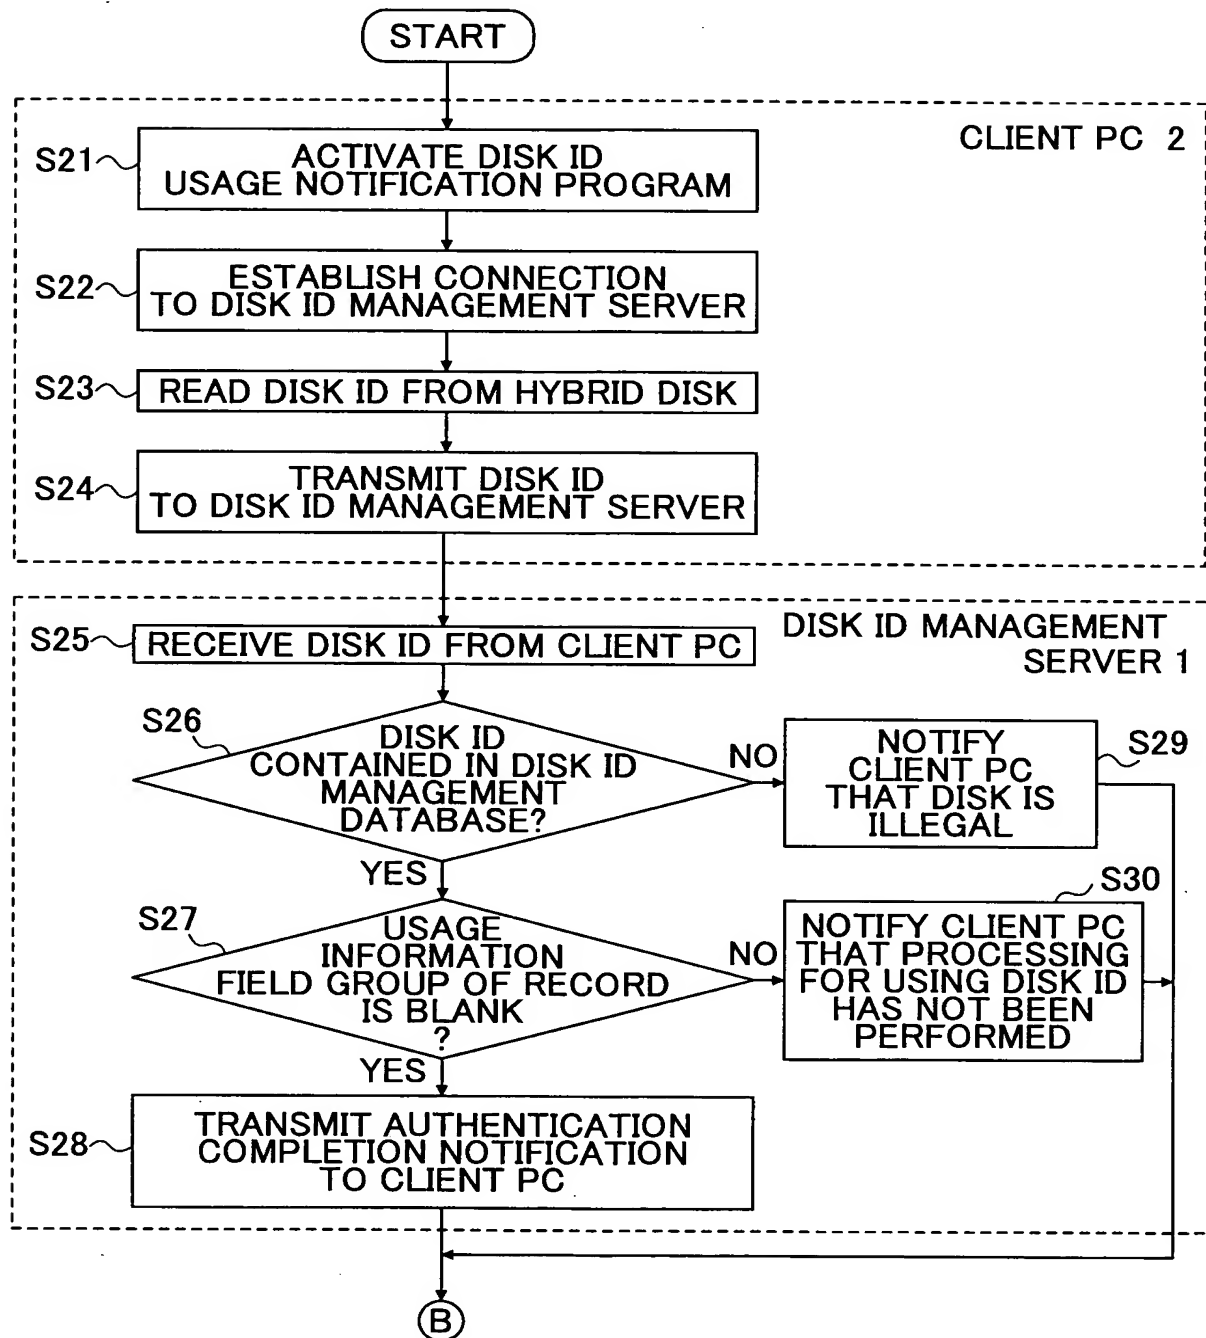 START
CLIENT PC 2
S21
ACTIVATE DISK ID
USAGE NOTIFICATION PROGRAM
S22
ESTABLISH CONNECTION
TO DISK ID MANAGEMENT SERVER
S23
READ DISK ID FROM HYBRID DISK
S24
TRANSMIT DISK ID
TO DISK ID MANAGEMENT SERVER
DISK ID MANAGEMENT
SERVER 1
S25
RECEIVE DISK ID FROM CLIENT PC
S26
DISK ID
CONTAINED IN DISK ID
MANAGEMENT
DATABASE?
NO
NOTIFY
CLIENT PC
THAT DISK IS
ILLEGAL
S29
YES
S27
USAGE
INFORMATION
FIELD GROUP OF RECORD
IS BLANK
?
NO
S30
NOTIFY CLIENT PC
THAT PROCESSING
FOR USING DISK ID
HAS NOT BEEN
PERFORMED
YES
S28
TRANSMIT AUTHENTICATION
COMPLETION NOTIFICATION
TO CLIENT PC
B